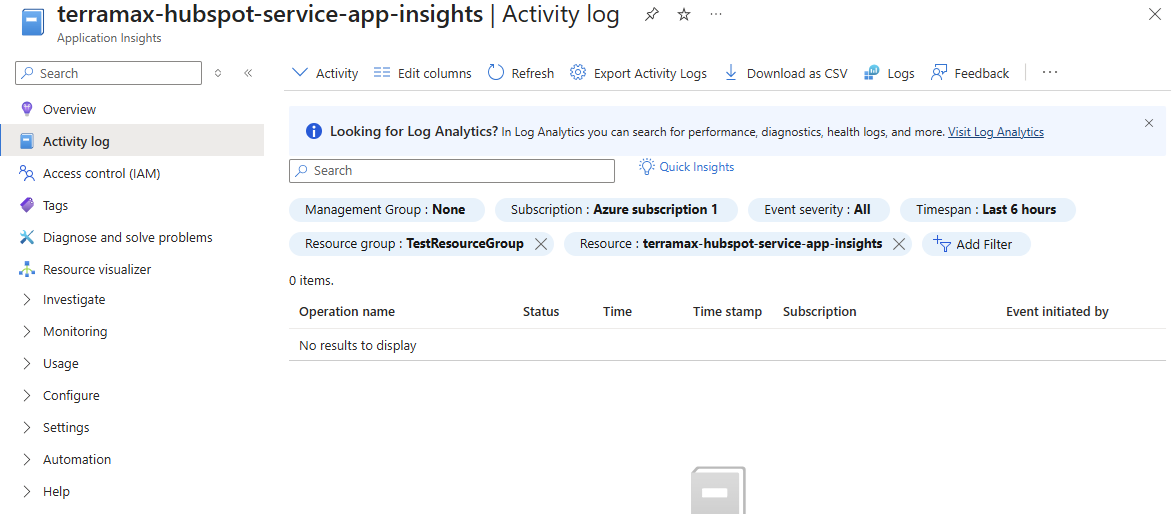 terramax-hubspot-service-app-insights | Activity log
Application Insights
Search
Activity Edit columns Refresh Export Activity Logs Download as CSV Logs Feedback
Overview
Activity log
Access control (IAM)
Tags
Diagnose and solve problems
Resource visualizer
Investigate
Monitoring
Usage
Configure
Settings
Automation
Help
Looking for Log Analytics? In Log Analytics you can search for performance, diagnostics, health logs, and more. Visit Log Analytics
Search
Quick Insights
Management Group : None Subscription : Azure subscription 1 Event severity : All Timespan : Last 6 hours
Resource group : TestResourceGroup Resource : terramax-hubspot-service-app-insights Add Filter
0 items.
Operation name Status Time Time stamp Subscription Event initiated by
No results to display